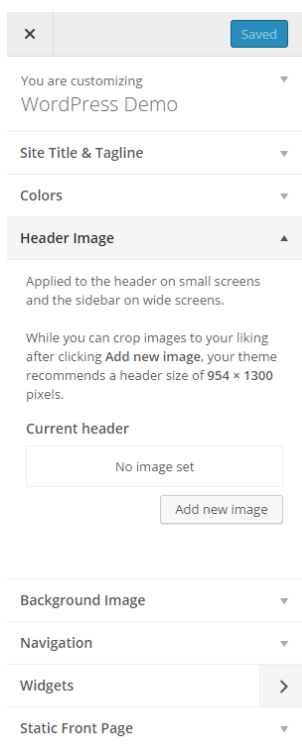 Saved
You are customizing
WordPress Demo
Site Title & Tagline
Colors
Header Image
Applied to the header on small screens
and the sidebar on wide screens.
While you can crop images to your liking
after clicking Add new image, your theme
recommends a header size of 954 × 1300
pixels.
Current header
No image set
Add new image
Background Image
Navigation
Widgets
Static Front Page